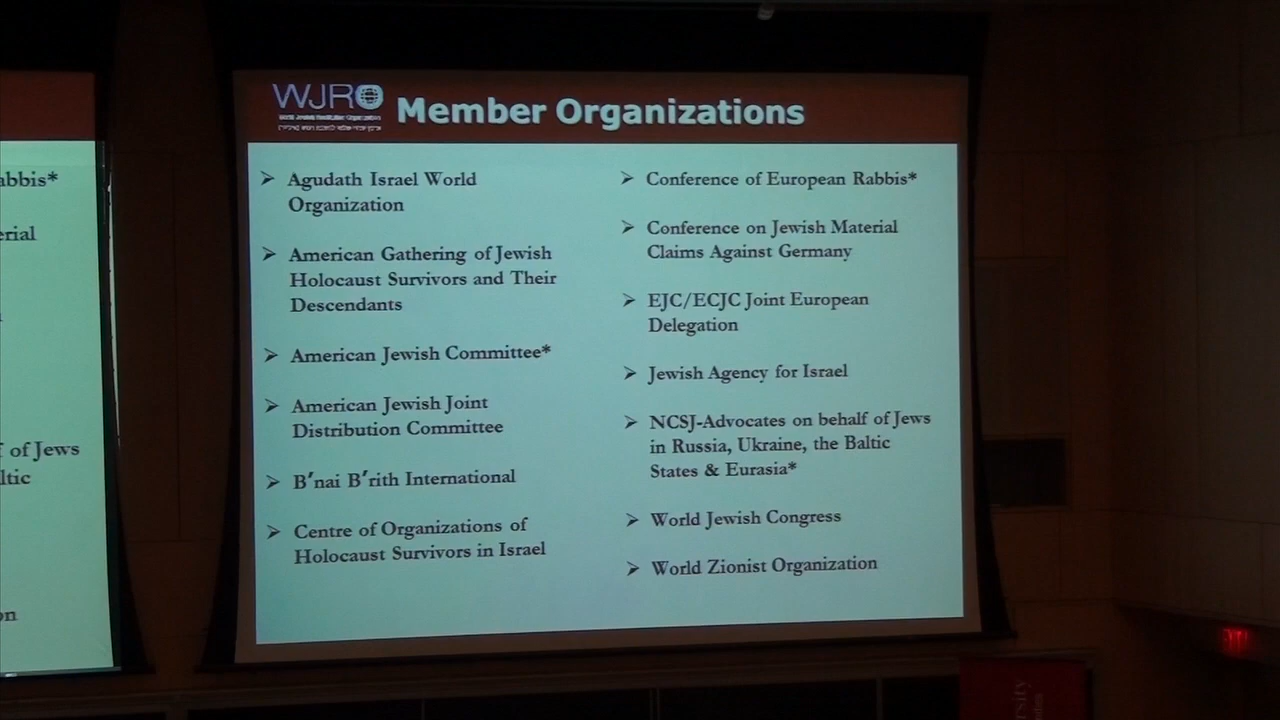 WJRO
World Jewish Restitution Organization
Member Organizations
➢ Agudath Israel World
Organization
➢ American Gathering of Jewish
Holocaust Survivors and Their
Descendants
➢ American Jewish Committee*
➢ American Jewish Joint
Distribution Committee
➢ B'nai B'rith International
➢ Centre of Organizations of
Holocaust Survivors in Israel
➢ Conference of European Rabbis*
➢ Conference on Jewish Material
Claims Against Germany
➢ EJC/ECJC Joint European
Delegation
➢ Jewish Agency for Israel
➢ NCSJ-Advocates on behalf of Jews
in Russia, Ukraine, the Baltic
States & Eurasia*
➢ World Jewish Congress
➢ World Zionist Organization
abbis*
erial
f of Jews
ltic
on